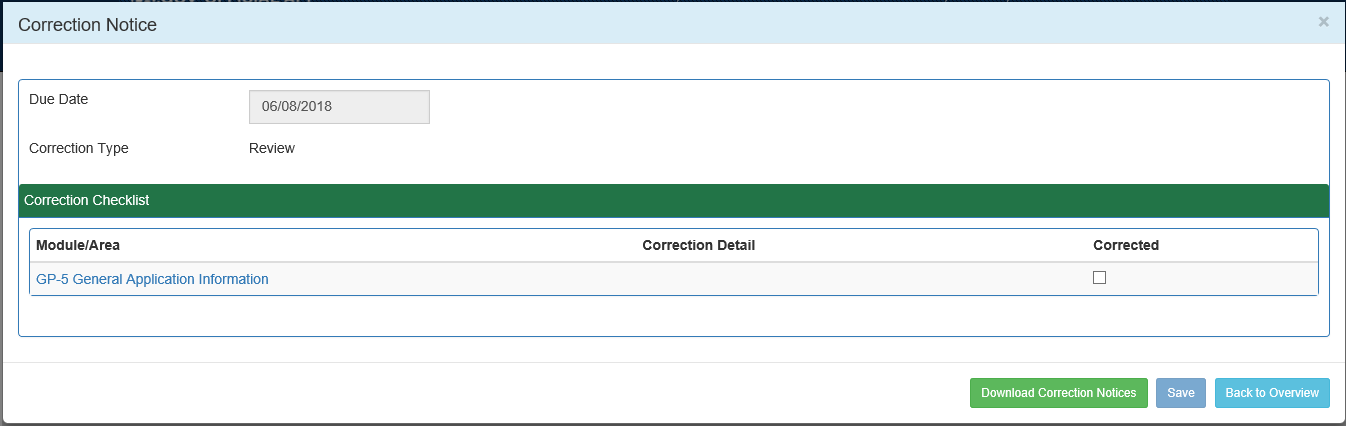 Correction Notice ×
Due Date 06/08/2018
Correction Type Review
Correction Checklist
Module/Area Correction Detail Corrected
GP-5 General Application Information
Download Correction Notices Save Back to Overview